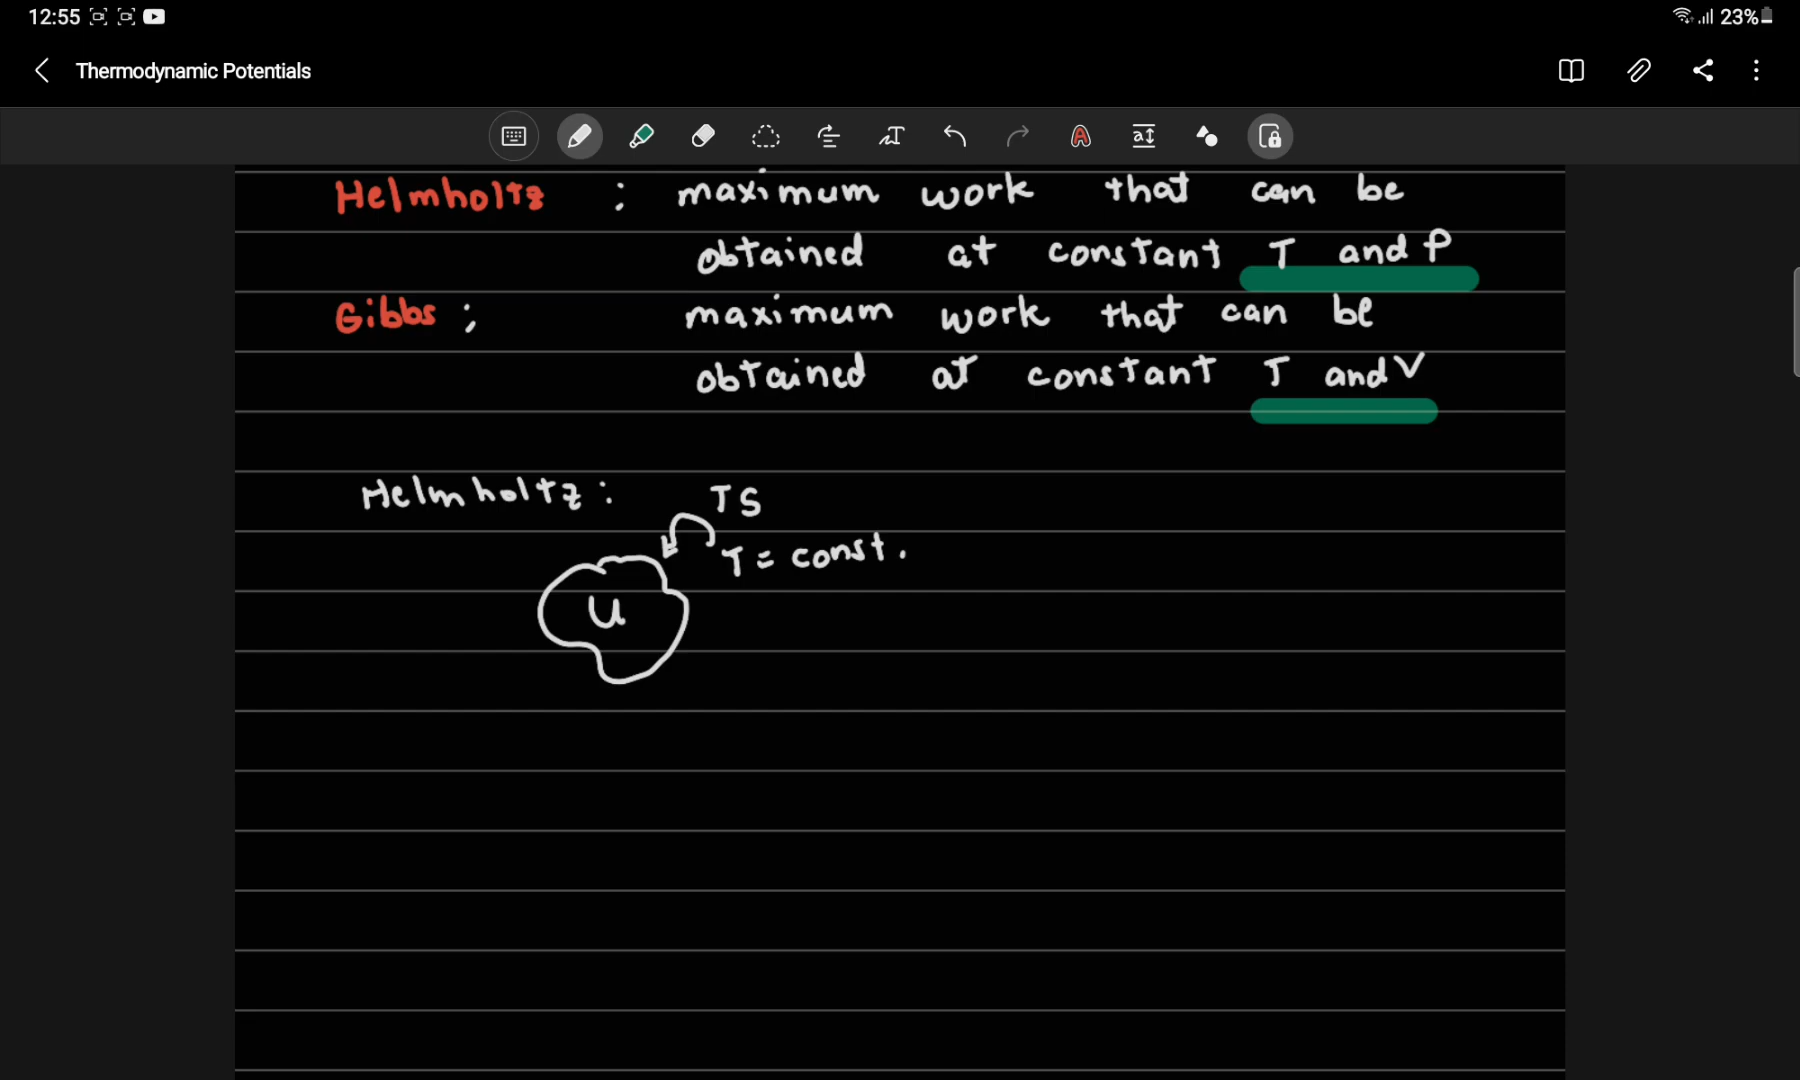 12:55
23%
Thermodynamic Potentials
Helmholtz : maximum work that can be
obtained at constant T and P
Gibbs ; maximum work that can be
obtained at constant T and V
Helmholtz : TS
T = const.
U